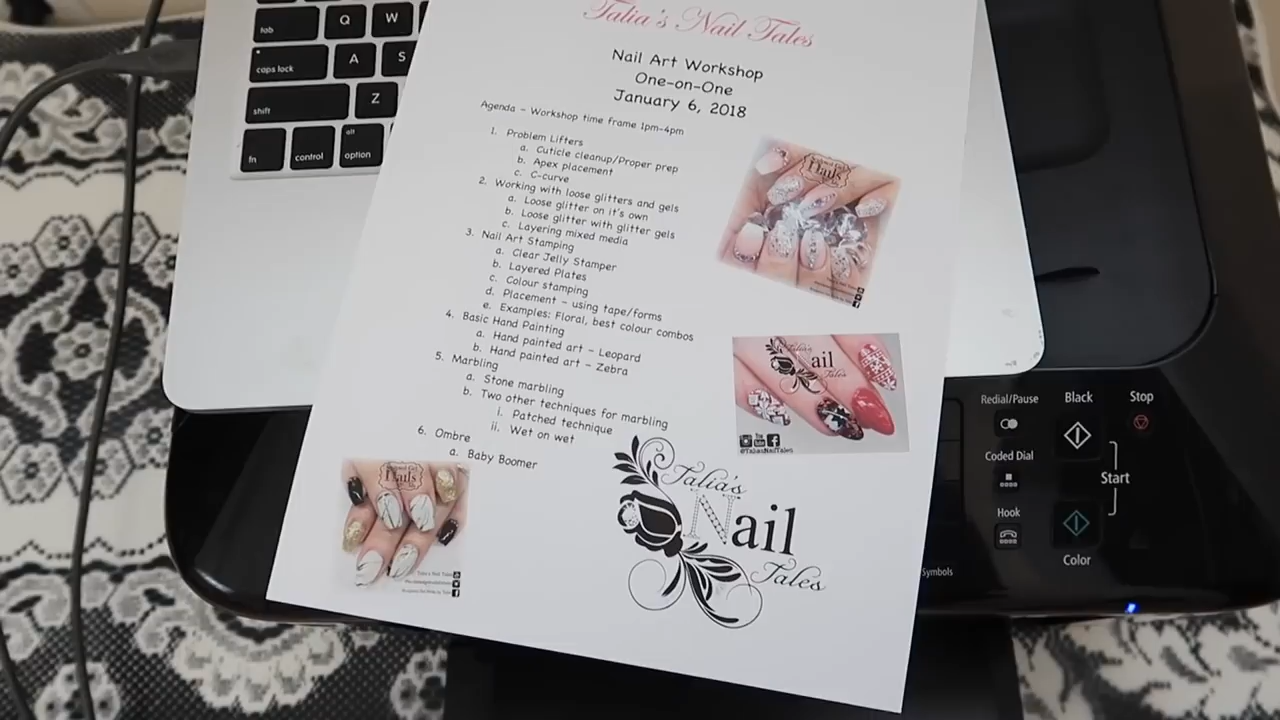 tab
Q
W
caps lock
A
S
shift
Z
fn
control
alt
option
Talia's Nail Tales
Nail Art Workshop
One-on-One
January 6, 2018
Agenda – Workshop time frame 1pm-4pm
1. Problem Lifters
a. Cuticle cleanup/Proper prep
b. Apex placement
c. C-curve
2. Working with loose glitters and gels
a. Loose glitter on it's own
b. Loose glitter with glitter gels
c. Layering mixed media
3. Nail Art Stamping
a. Clear Jelly Stamper
b. Layered Plates
c. Colour stamping
d. Placement – using tape/forms
e. Examples: Floral, best colour combos
4. Basic Hand Painting
a. Hand painted art – Leopard
b. Hand painted art – Zebra
5. Marbling
a. Stone marbling
b. Two other techniques for marbling
i. Patched technique
ii. Wet on wet
6. Ombre
a. Baby Boomer
Nails
Talia's
Nail
Tales
@TaliasNailTales
Nails
Talia's
Nail
Tales
Redial/Pause
Black
Stop
Coded Dial
Start
Hook
Color
Symbols